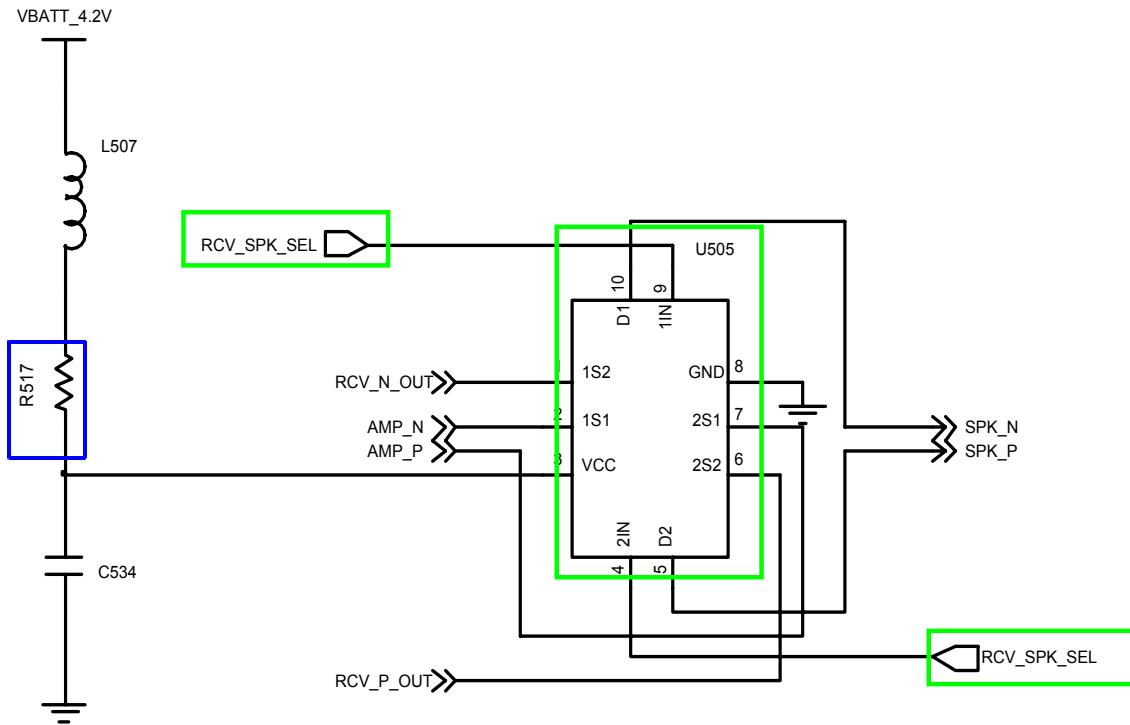 VBATT_4.2V
L507
RCV_SPK_SEL
U505
10
9
D1
1IN
R517
1
RCV_N_OUT
1S2
GND
8
AMP_N
2
1S1
2S1
7
SPK_N
AMP_P
SPK_P
3
VCC
2S2
6
2IN
D2
4
5
C534
RCV_SPK_SEL
RCV_P_OUT